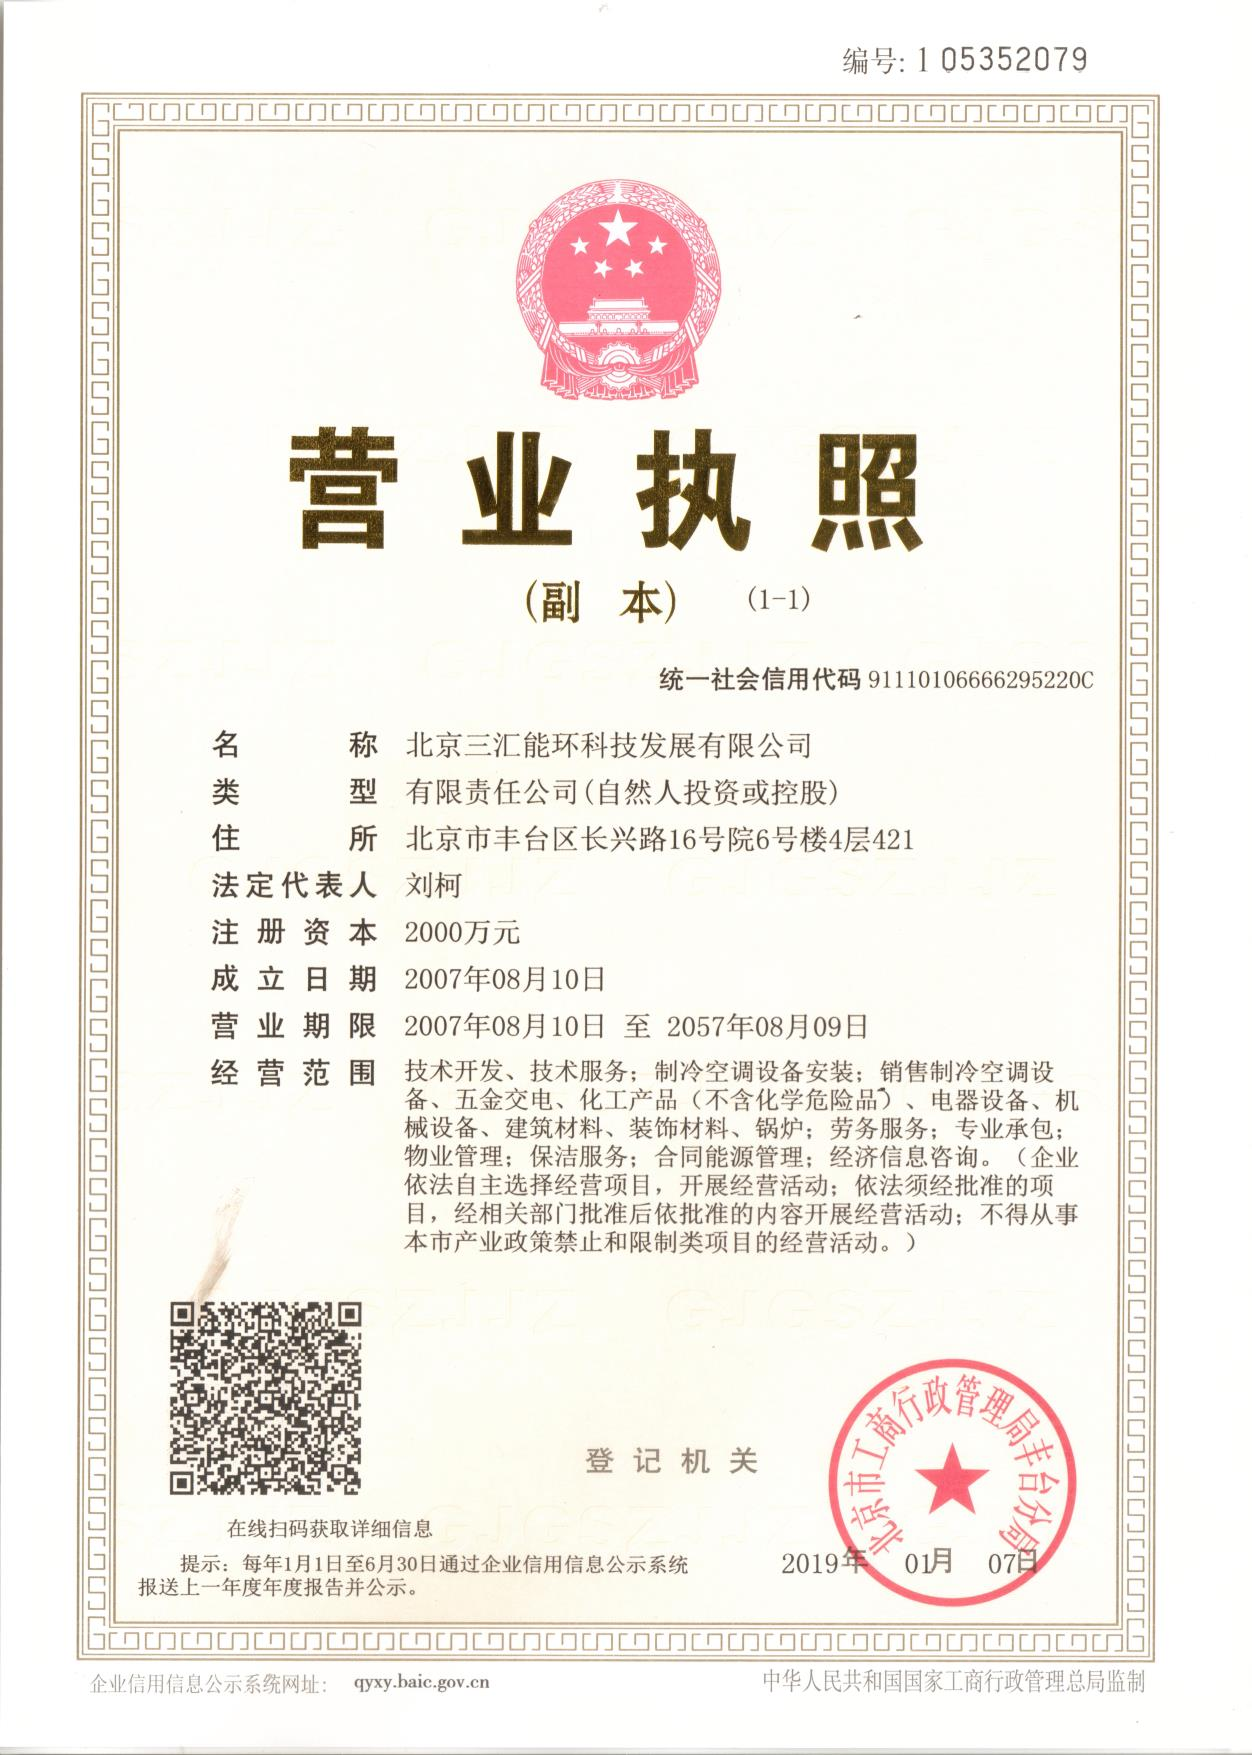 编号: 1 05352079
营业执照
(副 本) (1-1)
统一社会信用代码 91110106666295220C
名 称 北京三汇能环科技发展有限公司
类 型 有限责任公司(自然人投资或控股)
住 所 北京市丰台区长兴路16号院6号楼4层421
法定代表人 刘柯
注册资本 2000万元
成立日期 2007年08月10日
营业期限 2007年08月10日 至 2057年08月09日
经营范围 技术开发、技术服务；制冷空调设备安装；销售制冷空调设
备、五金交电、化工产品（不含化学危险品）、电器设备、机
械设备、建筑材料、装饰材料、锅炉；劳务服务；专业承包；
物业管理；保洁服务；合同能源管理；经济信息咨询。（企业
依法自主选择经营项目，开展经营活动；依法须经批准的项
目，经相关部门批准后依批准的内容开展经营活动；不得从事
本市产业政策禁止和限制类项目的经营活动。）
登记机关
北京市工商行政管理局丰台分局
2019年 01月 07日
在线扫码获取详细信息
提示：每年1月1日至6月30日通过企业信用信息公示系统
报送上一年度年度报告并公示。
企业信用信息公示系统网址： qyxy.baic.gov.cn
中华人民共和国国家工商行政管理总局监制